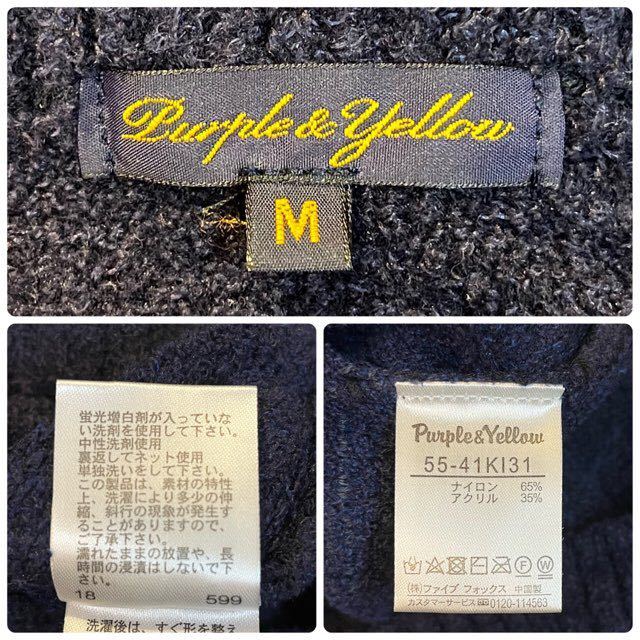 Purple & Yellow
M
蛍光増白剤が入っていな
い洗剤を使用して下さい。
中性洗剤使用
裏返してネット使用
単独洗いをして下さい。
この製品は、素材の特性
上、洗濯により多少の伸
縮、斜行の現象が発生す
ることがありますので、
ご了承下さい。
濡れたままの放置や、長
時間の浸漬はしないで下
さい。
18 599
洗濯後は、すぐ形を整え
Purple&Yellow
55-41KI31
ナイロン 65%
アクリル 35%
(株)ファイブ フォックス 中国製
カスタマーサービス 0120-114563